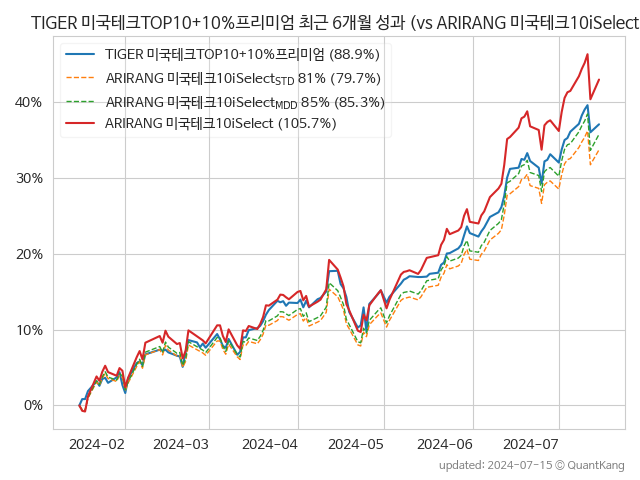 TIGER 미국테크TOP10+10%프리미엄 최근 6개월 성과 (vs ARIRANG 미국테크10iSelect
TIGER 미국테크TOP10+10%프리미엄 (88.9%)
ARIRANG 미국테크10iSelectSTD 81% (79.7%)
ARIRANG 미국테크10iSelectMDD 85% (85.3%)
ARIRANG 미국테크10iSelect (105.7%)
40%
30%
20%
10%
0%
2024-02 2024-03 2024-04 2024-05 2024-06 2024-07
updated: 2024-07-15 © QuantKang